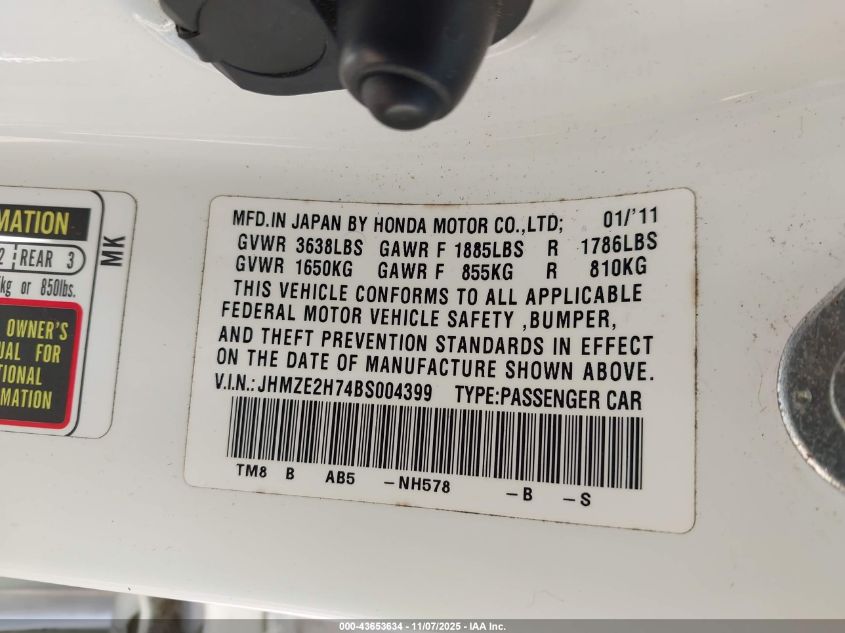 MATION
2 REAR 3
kg or 850lbs.
OWNER'S
UAL FOR
TIONAL
MATION
MK
MFD.IN JAPAN BY HONDA MOTOR CO.,LTD; 01/'11
GVWR 3638LBS GAWR F 1885LBS R 1786LBS
GVWR 1650KG GAWR F 855KG R 810KG
THIS VEHICLE CONFORMS TO ALL APPLICABLE
FEDERAL MOTOR VEHICLE SAFETY ,BUMPER,
AND THEFT PREVENTION STANDARDS IN EFFECT
ON THE DATE OF MANUFACTURE SHOWN ABOVE.
V.I.N.: JHMZE2H74BS004399 TYPE:PASSENGER CAR
TM8 B AB5 -NH578 -B -S
000-43653634 - 11/07/2025 - IAA Inc.